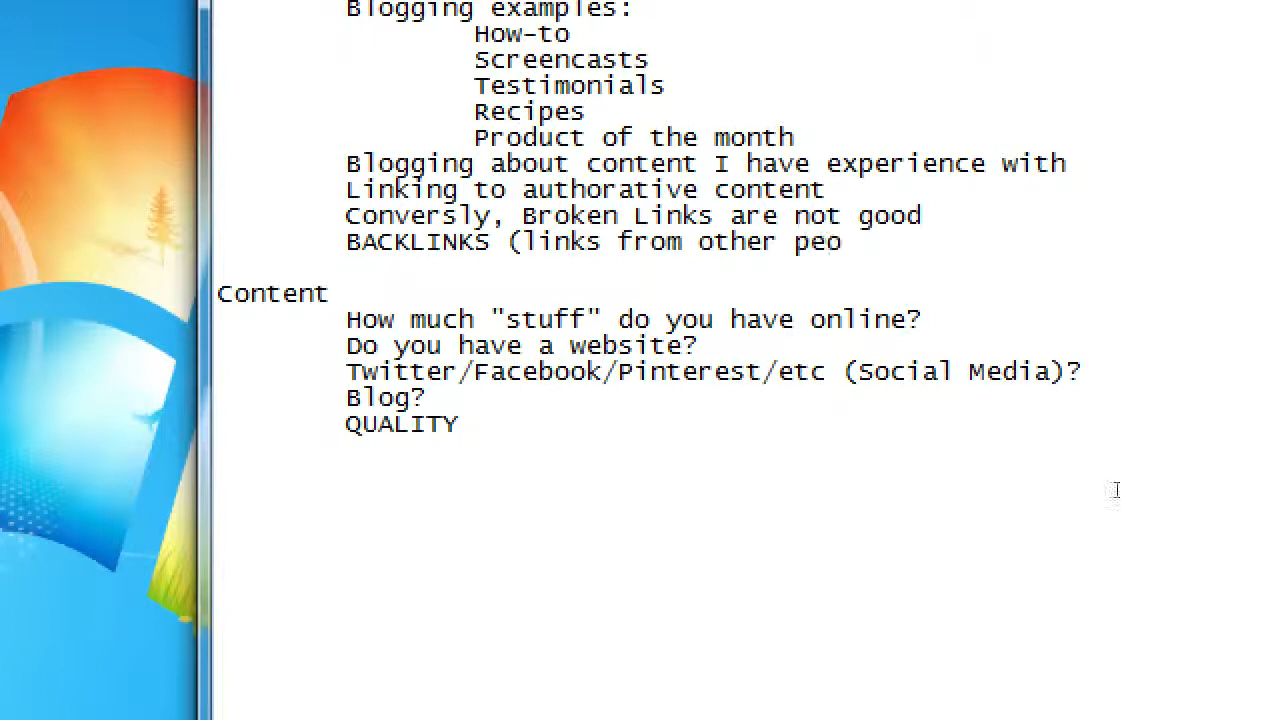 Blogging examples:
How-to
Screencasts
Testimonials
Recipes
Product of the month
Blogging about content I have experience with
Linking to authorative content
Conversly, Broken Links are not good
BACKLINKS (links from other peo
Content
How much "stuff" do you have online?
Do you have a website?
Twitter/Facebook/Pinterest/etc (Social Media)?
Blog?
QUALITY